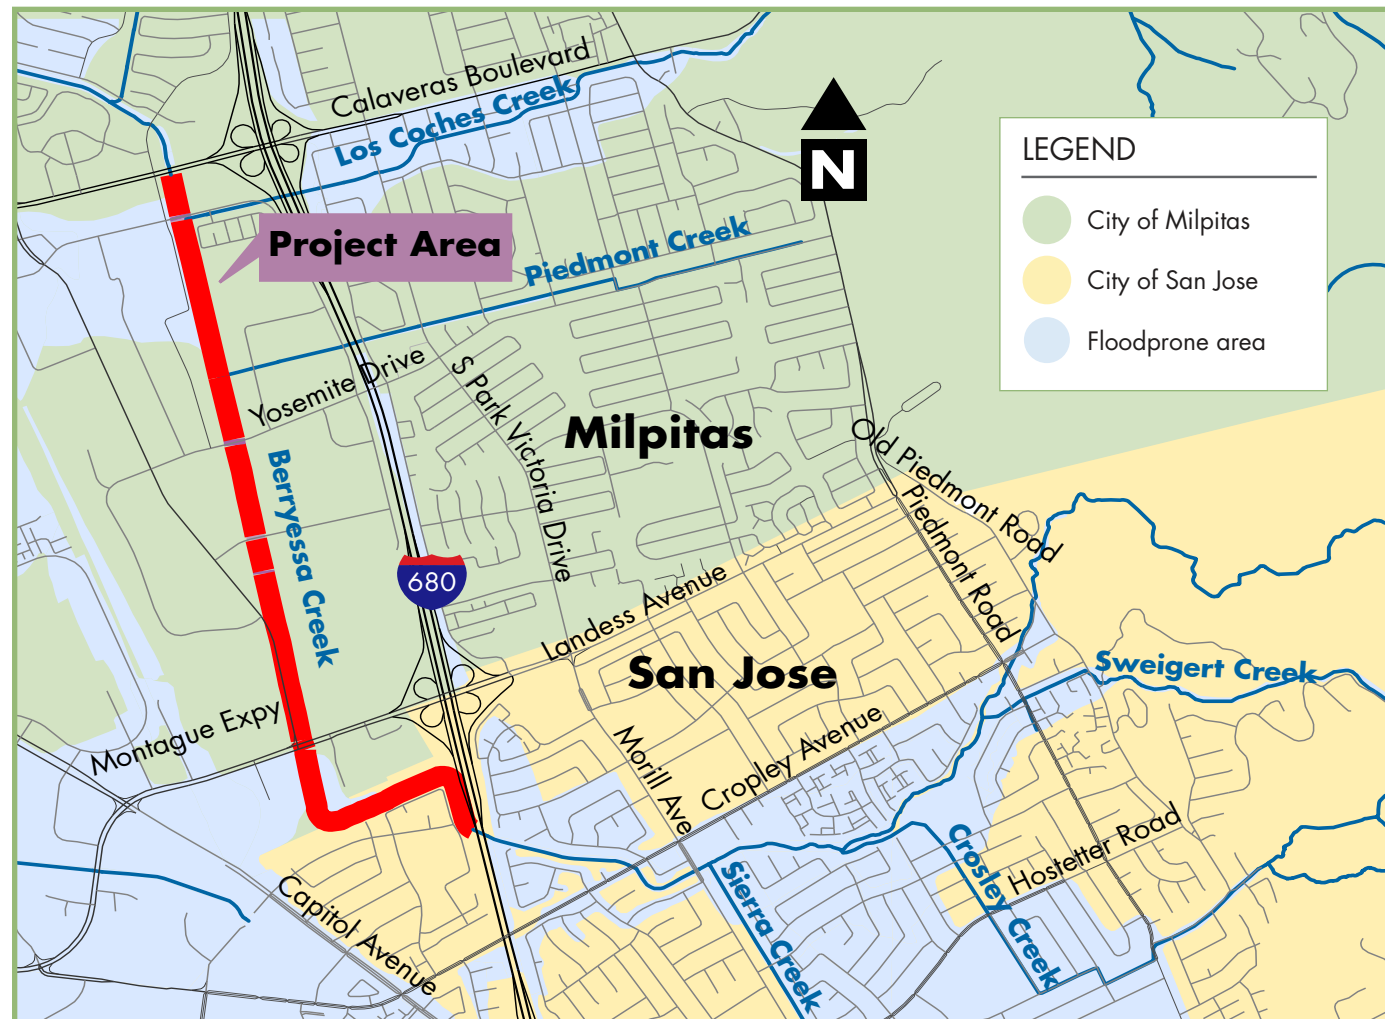 Calaveras Boulevard
Los Coches Creek
N
LEGEND
City of Milpitas
City of San Jose
Floodprone area
Project Area
Piedmont Creek
Yosemite Drive
S Park Victoria Drive
Milpitas
Old Piedmont Road
Piedmont Road
Berryessa Creek
680
Landess Avenue
San Jose
Sweigert Creek
Montague Expy
Morill Ave
Cropley Avenue
Hostetter Road
Crosley Creek
Sierra Creek
Capitol Avenue